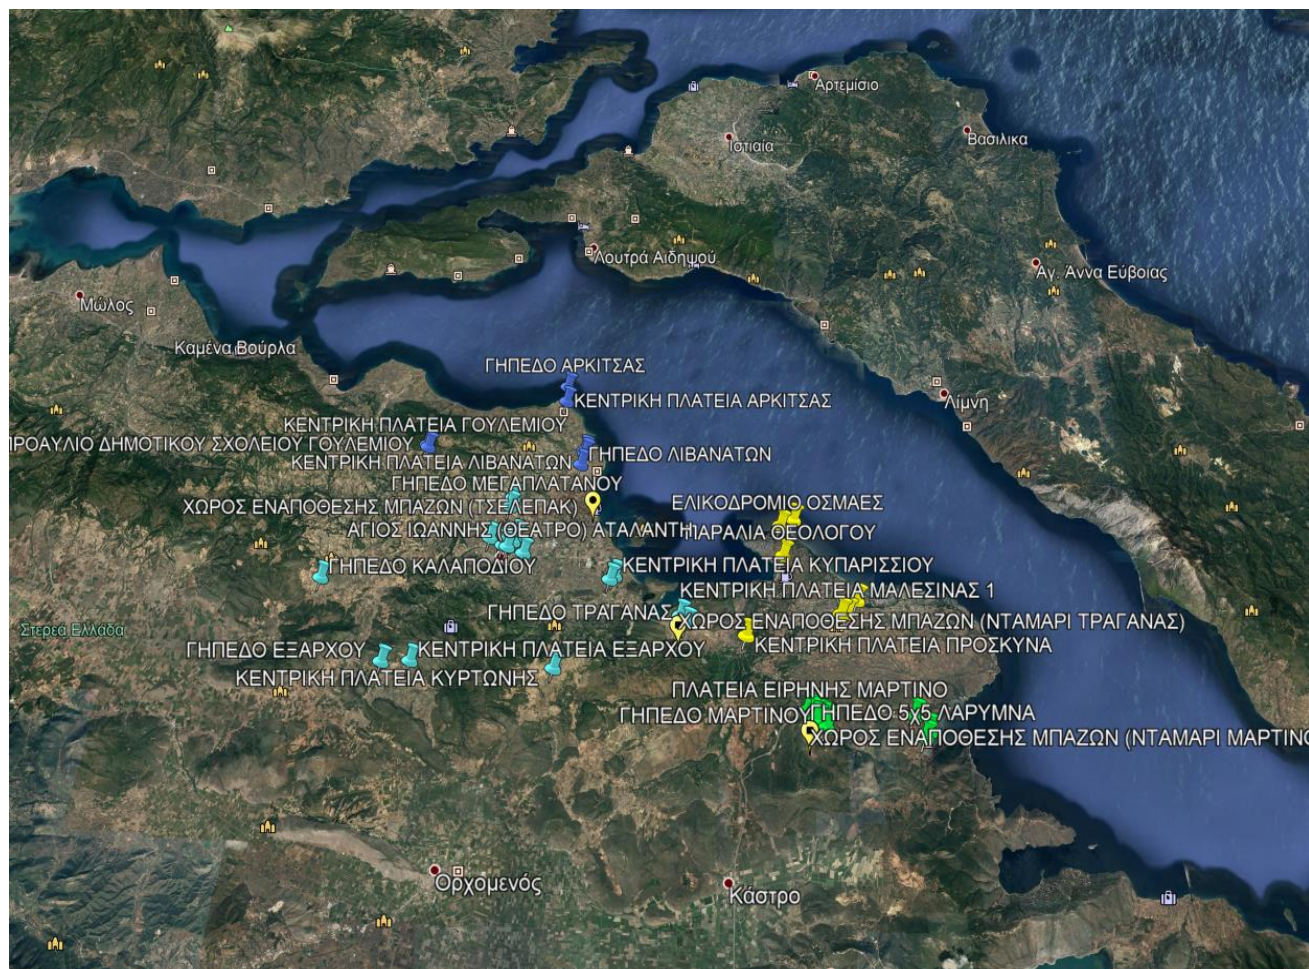 Αρτεμίσιο
Ιστιαία
Βασιλικα
Λουτρά Αιδηψού
Αγ. Άννα Εύβοιας
Μώλος
Καμένα Βούρλα
ΓΗΠΕΔΟ ΑΡΚΙΤΣΑΣ
Λίμνη
ΚΕΝΤΡΙΚΗ ΠΛΑΤΕΙΑ ΑΡΚΙΤΣΑΣ
ΚΕΝΤΡΙΚΗ ΠΛΑΤΕΙΑ ΓΟΥΛΕΜΙΟΥ
ΠΡΟΑΥΛΙΟ ΔΗΜΟΤΙΚΟΥ ΣΧΟΛΕΙΟΥ ΓΟΥΛΕΜΙΟΥ
ΓΗΠΕΔΟ ΛΙΒΑΝΑΤΩΝ
ΚΕΝΤΡΙΚΗ ΠΛΑΤΕΙΑ ΛΙΒΑΝΑΤΩΝ
ΓΗΠΕΔΟ ΜΕΓΑΠΛΑΤΑΝΟΥ
ΧΩΡΟΣ ΕΝΑΠΟΘΕΣΗΣ ΜΠΑΖΩΝ (ΤΣΕΛΕΠΑΚ)
ΕΛΙΚΟΔΡΟΜΙΟ ΟΣΜΑΕΣ
ΑΓΙΟΣ ΙΩΑΝΝΗΣ (ΘΕΑΤΡΟ) ΑΤΑΛΑΝΤΗ
ΠΑΡΑΛΙΑ ΘΕΟΛΟΓΟΥ
ΓΗΠΕΔΟ ΚΑΛΑΠΟΔΙΟΥ
ΚΕΝΤΡΙΚΗ ΠΛΑΤΕΙΑ ΚΥΠΑΡΙΣΣΙΟΥ
ΚΕΝΤΡΙΚΗ ΠΛΑΤΕΙΑ ΜΑΛΕΣΙΝΑΣ 1
ΓΗΠΕΔΟ ΤΡΑΓΑΝΑΣ
ΧΩΡΟΣ ΕΝΑΠΟΘΕΣΗΣ ΜΠΑΖΩΝ (ΝΤΑΜΑΡΙ ΤΡΑΓΑΝΑΣ)
Στερεά Ελλάδα
ΚΕΝΤΡΙΚΗ ΠΛΑΤΕΙΑ ΠΡΟΣΚΥΝΑ
ΓΗΠΕΔΟ ΕΞΑΡΧΟΥ
ΚΕΝΤΡΙΚΗ ΠΛΑΤΕΙΑ ΕΞΑΡΧΟΥ
ΚΕΝΤΡΙΚΗ ΠΛΑΤΕΙΑ ΚΥΡΤΩΝΗΣ
ΠΛΑΤΕΙΑ ΕΙΡΗΝΗΣ ΜΑΡΤΙΝΟ
ΓΗΠΕΔΟ ΜΑΡΤΙΝΟΥ
ΓΗΠΕΔΟ 5χ5 ΛΑΡΥΜΝΑ
ΧΩΡΟΣ ΕΝΑΠΟΘΕΣΗΣ ΜΠΑΖΩΝ (ΝΤΑΜΑΡΙ ΜΑΡΤΙΝΟ
Ορχομενός
Κάστρο